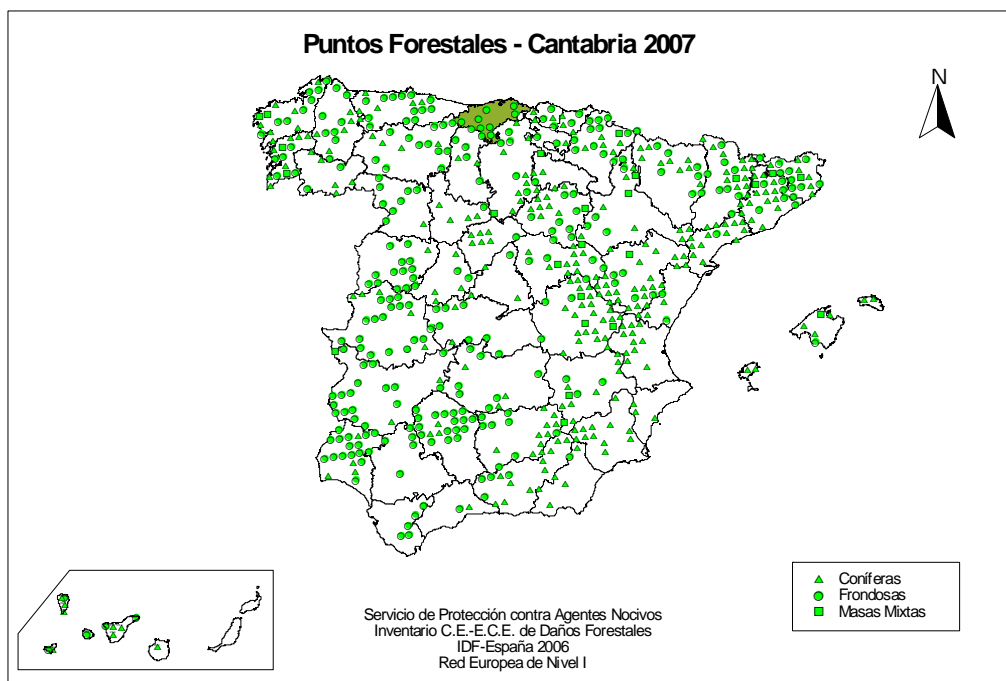 Puntos Forestales - Cantabria 2007
N
Coníferas
Frondosas
Masas Mixtas
Servicio de Protección contra Agentes Nocivos
Inventario C.E.-E.C.E. de Daños Forestales
IDF-España 2006
Red Europea de Nivel I